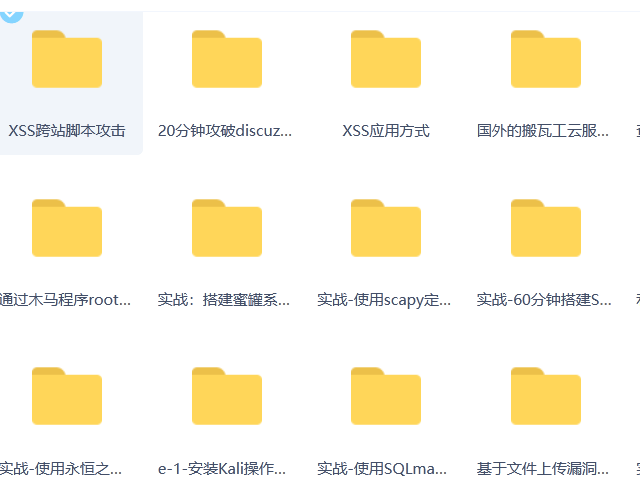 XSS跨站脚本攻击
20分钟攻破discuz...
XSS应用方式
国外的搬瓦工云服...
通过木马程序root...
实战：搭建蜜罐系...
实战-使用scapy定...
实战-60分钟搭建S...
实战-使用永恒之...
e-1-安装Kali操作...
实战-使用SQLma...
基于文件上传漏洞...